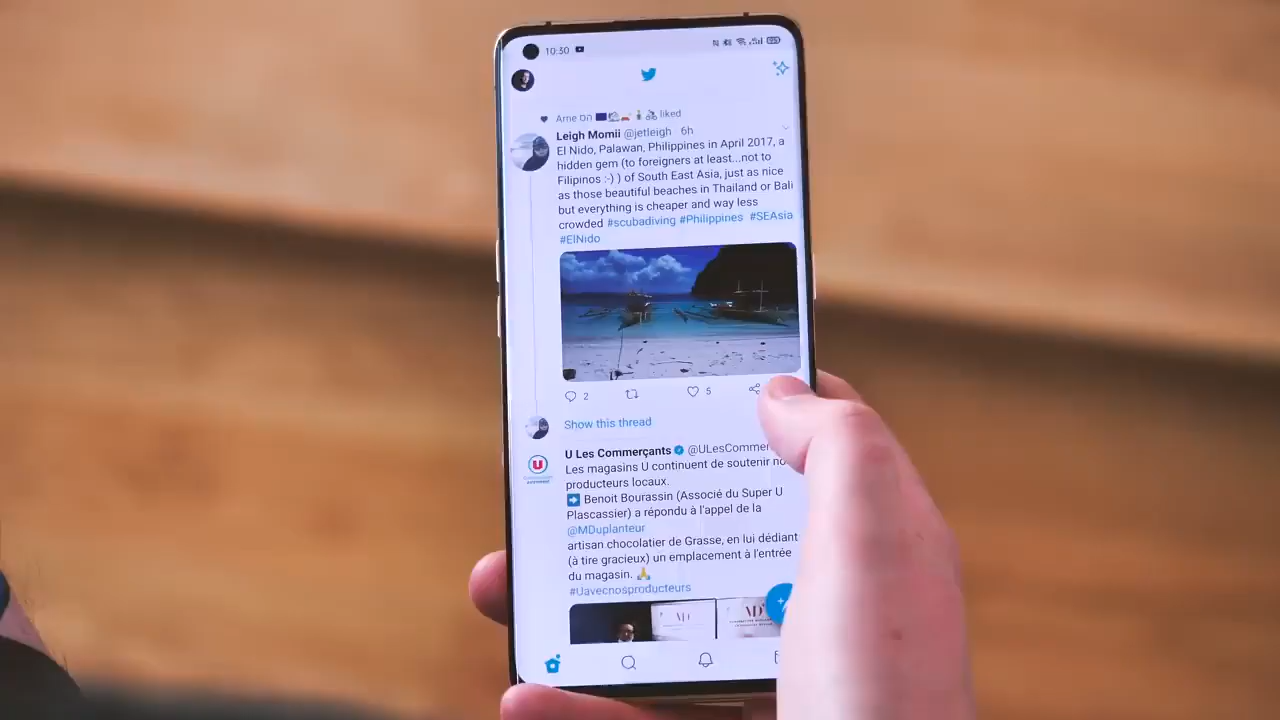 10:30
Arne on liked
Leigh Momii @jetleigh 6h
El Nido, Palawan, Philippines in April 2017, a
hidden gem (to foreigners at least...not to
Filipinos :-) ) of South East Asia, just as nice
as those beautiful beaches in Thailand or Bali
but everything is cheaper and way less
crowded #scubadiving #Philippines #SEAsia
#ElNido
2 5
Show this thread
U Les Commerçants @ULesCommer
Les magasins U continuent de soutenir no
producteurs locaux.
➡️ Benoit Bourassin (Associé du Super U
Plascassier) a répondu à l'appel de la
@MDuplanteur
artisan chocolatier de Grasse, en lui dédiant
(à tire gracieux) un emplacement à l'entrée
du magasin. 🙏
#Uavecnosproducteurs
MD MD